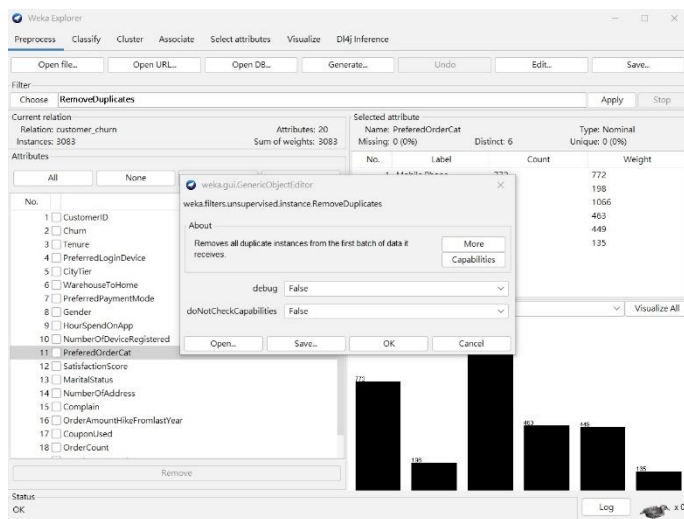 Weka Explorer
Preprocess Classify Cluster Associate Select attributes Visualize Dl4j Inference
Open file... Open URL... Open DB... Generate... Undo Edit... Save...
Filter
Choose RemoveDuplicates Apply Stop
Current relation
Relation: customer_churn Attributes: 20
Instances: 3083 Sum of weights: 3083
Attributes
All None
No.
1 CustomerID
2 Churn
3 Tenure
4 PreferredLoginDevice
5 CityTier
6 WarehouseToHome
7 PreferredPaymentMode
8 Gender
9 HourSpendOnApp
10 NumberOfDeviceRegistered
11 PreferedOrderCat
12 SatisfactionScore
13 MaritalStatus
14 NumberOfAddress
15 Complain
16 OrderAmountHikeFromlastYear
17 CouponUsed
18 OrderCount
Remove
Selected attribute
Name: PreferedOrderCat Type: Nominal
Missing: 0 (0%) Distinct: 6 Unique: 0 (0%)
No. Label Count Weight
1 Mobile Phone 772 772
198
1066
463
449
135
Visualize All
weka.gui.GenericObjectEditor
weka.filters.unsupervised.instance.RemoveDuplicates
About
Removes all duplicate instances from the first batch of data it
receives.
More
Capabilities
debug False
doNotCheckCapabilities False
Open... Save... OK Cancel
772
198
463
449
135
Status
OK
Log x 0